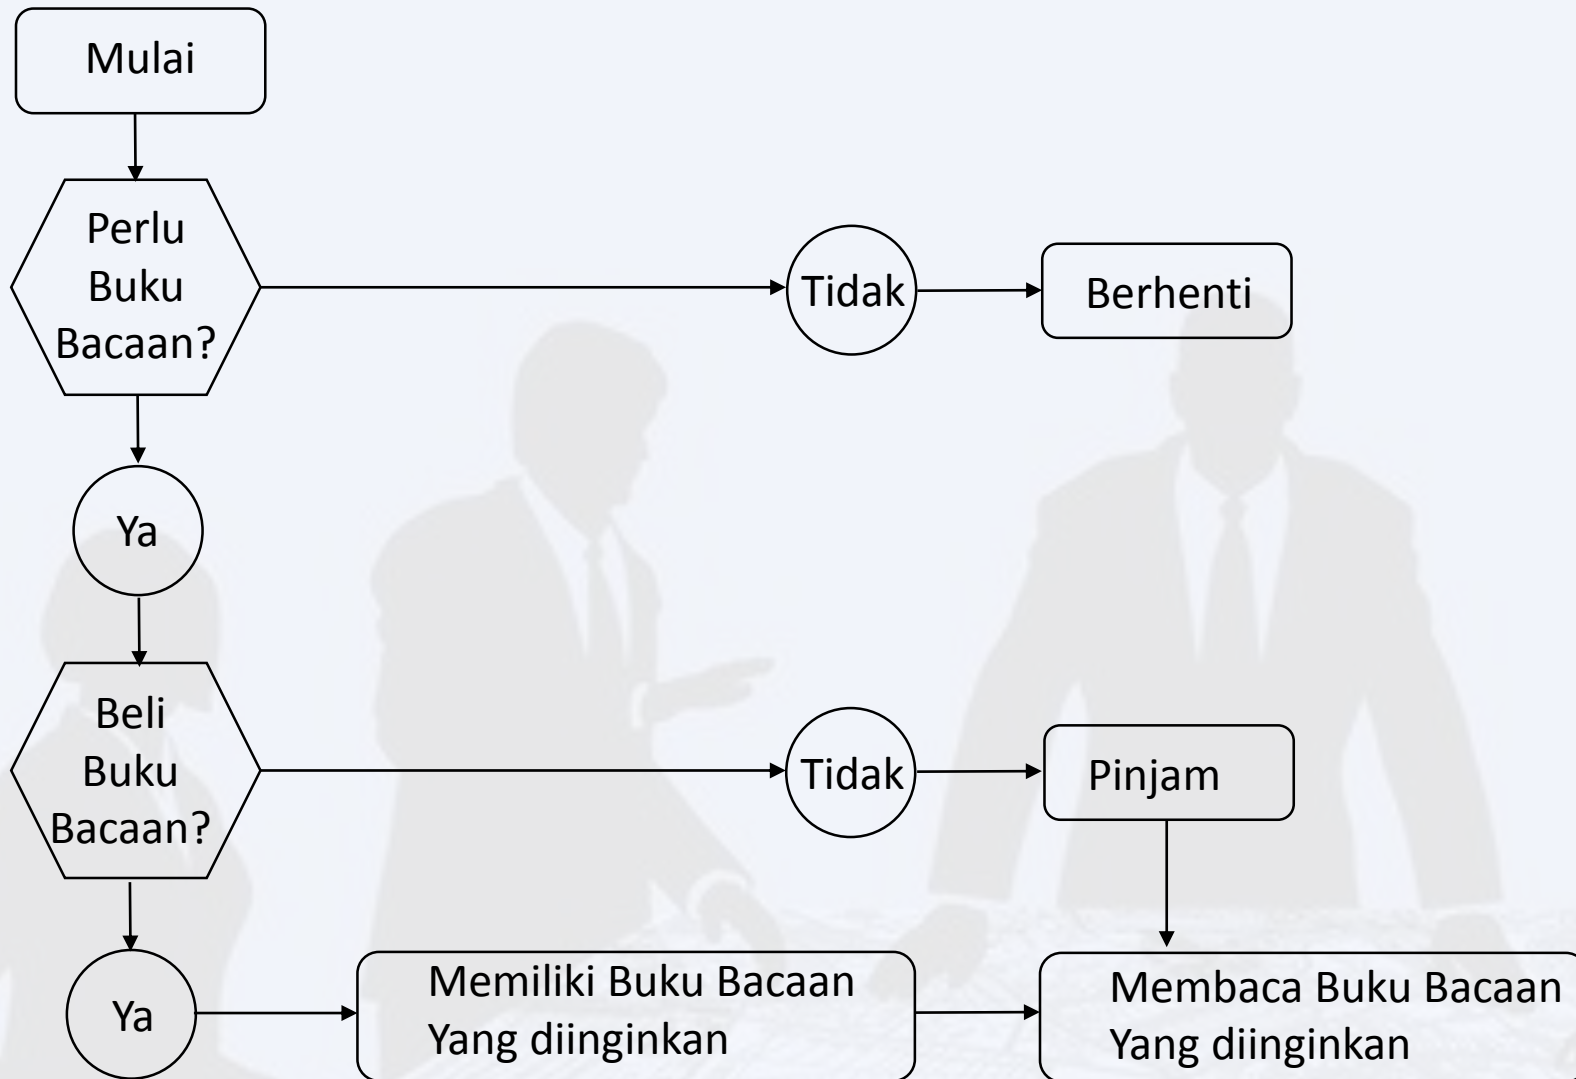 Mulai
Perlu
Buku
Bacaan?
Tidak
Berhenti
Ya
Beli
Buku
Bacaan?
Tidak
Pinjam
Ya
Memiliki Buku Bacaan
Yang diinginkan
Membaca Buku Bacaan
Yang diinginkan